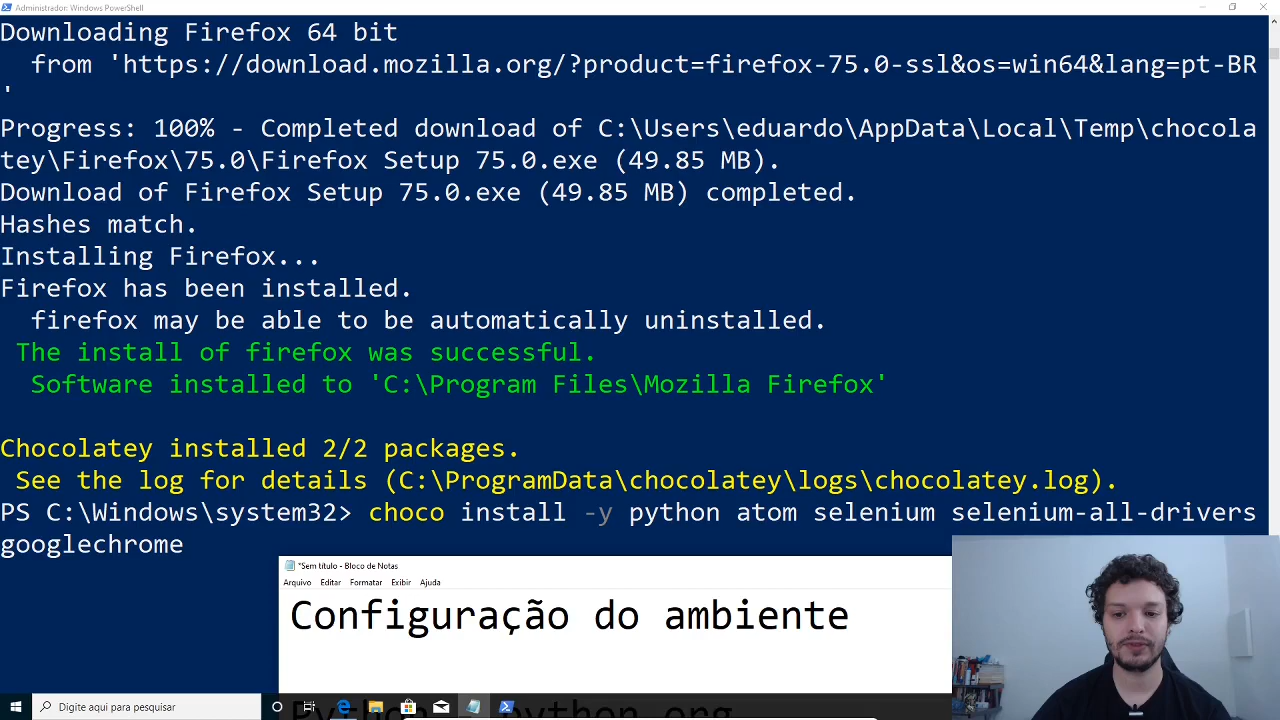 Administrador: Windows PowerShell
Downloading Firefox 64 bit
from 'https://download.mozilla.org/?product=firefox-75.0-ssl&os=win64&lang=pt-BR
'
Progress: 100% - Completed download of C:\Users\eduardo\AppData\Local\Temp\chocola
tey\Firefox\75.0\Firefox Setup 75.0.exe (49.85 MB).
Download of Firefox Setup 75.0.exe (49.85 MB) completed.
Hashes match.
Installing Firefox...
Firefox has been installed.
firefox may be able to be automatically uninstalled.
The install of firefox was successful.
Software installed to 'C:\Program Files\Mozilla Firefox'
Chocolatey installed 2/2 packages.
See the log for details (C:\ProgramData\chocolatey\logs\chocolatey.log).
PS C:\Windows\system32> choco install -y python atom selenium selenium-all-drivers
googlechrome
*Sem título - Bloco de Notas
Arquivo Editar Formatar Exibir Ajuda
Configuração do ambiente
Python - python.org
Digite aqui para pesquisar